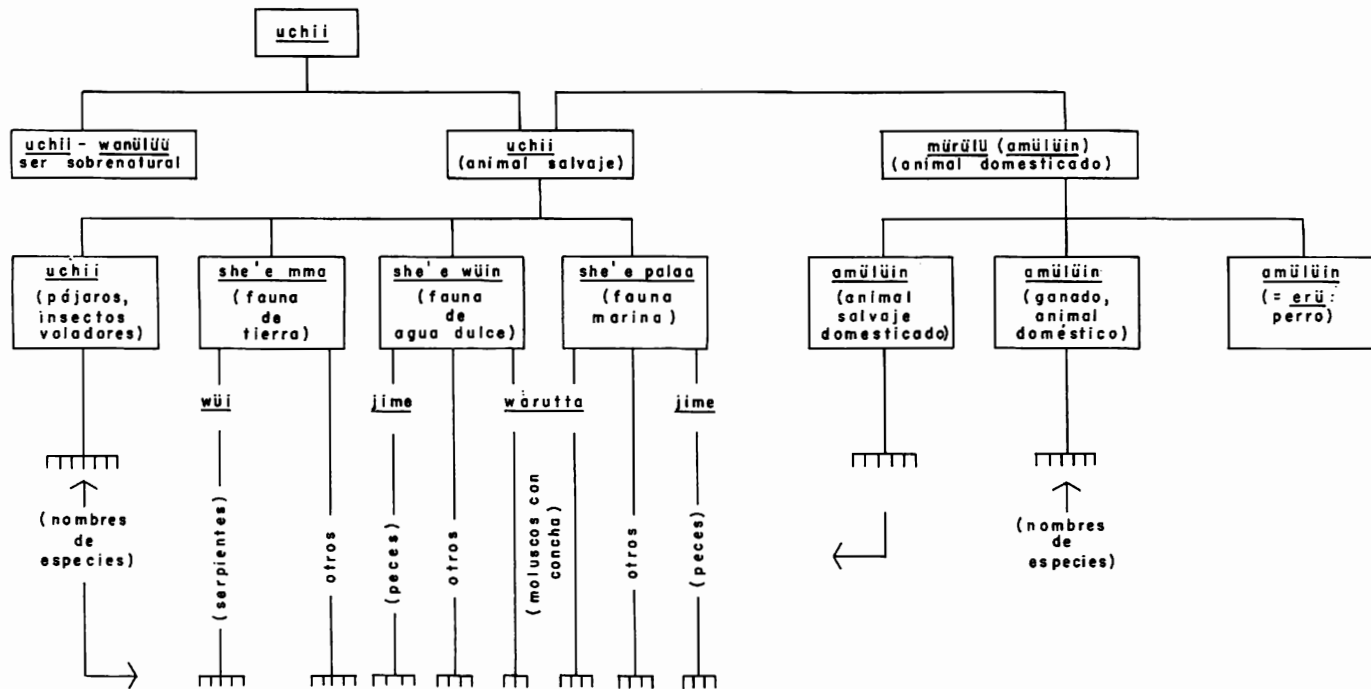 uchii
uchii - wanülüü
ser sobrenatural
uchii
(animal salvaje)
mürülü (amülüin)
(animal domesticado)
uchii
(pájaros,
insectos
voladores)
she'e mma
(fauna
de
tierra)
she'e wüin
(fauna
de
agua dulce)
she'e palaa
(fauna
marina)
amülüin
(animal
salvaje
domesticado)
amülüin
(ganado,
animal
doméstico)
amülüin
(= erü:
perro)
wüi
jime
warutta
jime
(nombres
de
especies)
(serpientes)
otros
(peces)
otros
(moluscos con
concha)
otros
(peces)
(nombres
de
especies)